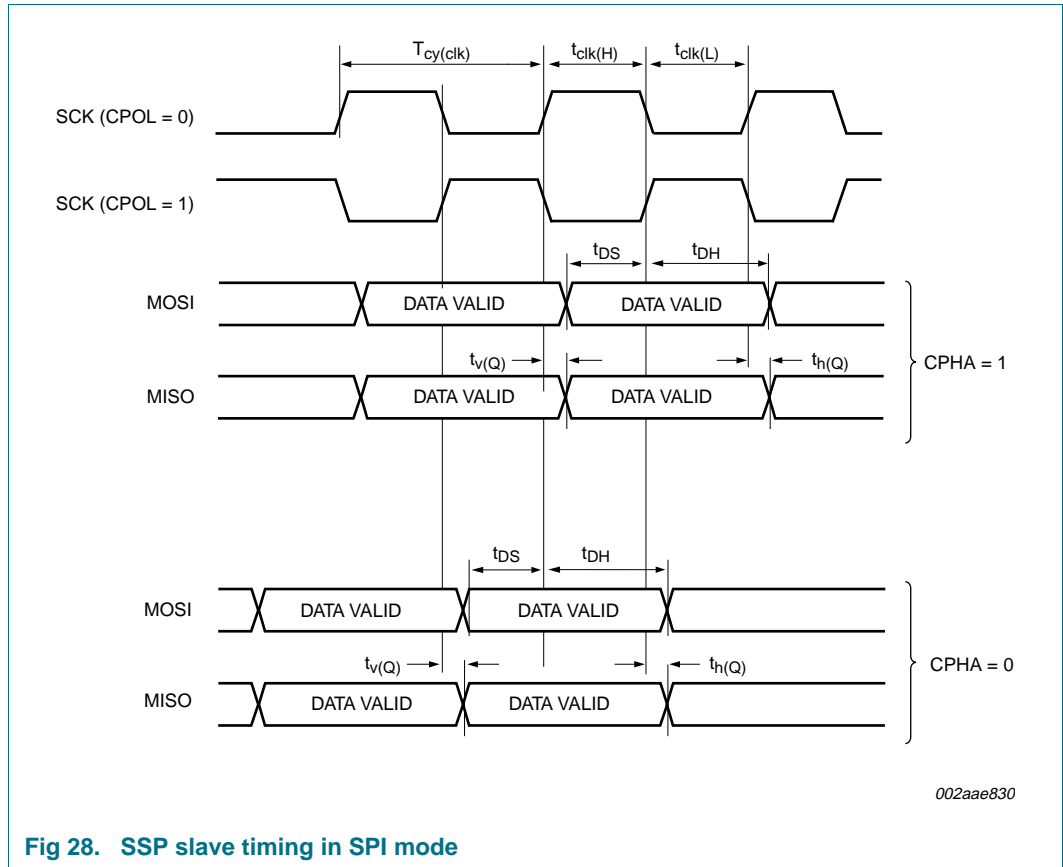 Tcy(clk) tclk(H) tclk(L)
SCK (CPOL = 0)
SCK (CPOL = 1)
tDS tDH
MOSI DATA VALID DATA VALID
tv(Q) th(Q)
CPHA = 1
MISO DATA VALID DATA VALID
tDS tDH
MOSI DATA VALID DATA VALID
tv(Q) th(Q)
CPHA = 0
MISO DATA VALID DATA VALID
002aae830
Fig 28. SSP slave timing in SPI mode